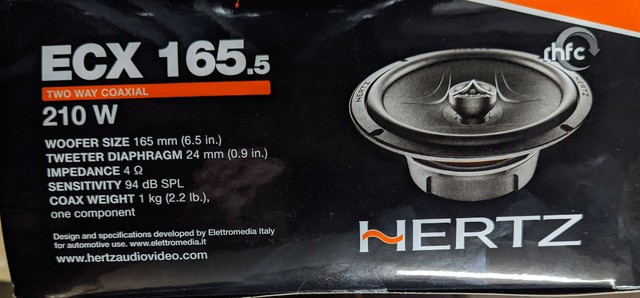 ECX 165.5
TWO WAY COAXIAL
210 W
WOOFER SIZE 165 mm (6.5 in.)
TWEETER DIAPHRAGM 24 mm (0.9 in.)
IMPEDANCE 4 Ω
SENSITIVITY 94 dB SPL
COAX WEIGHT 1 kg (2.2 lb.),
one component
Design and specifications developed by Elettromedia Italy
for automotive use. www.elettromedia.it
www.hertzaudiovideo.com
rhfc
HERTZ
HERTZ
HERTZ